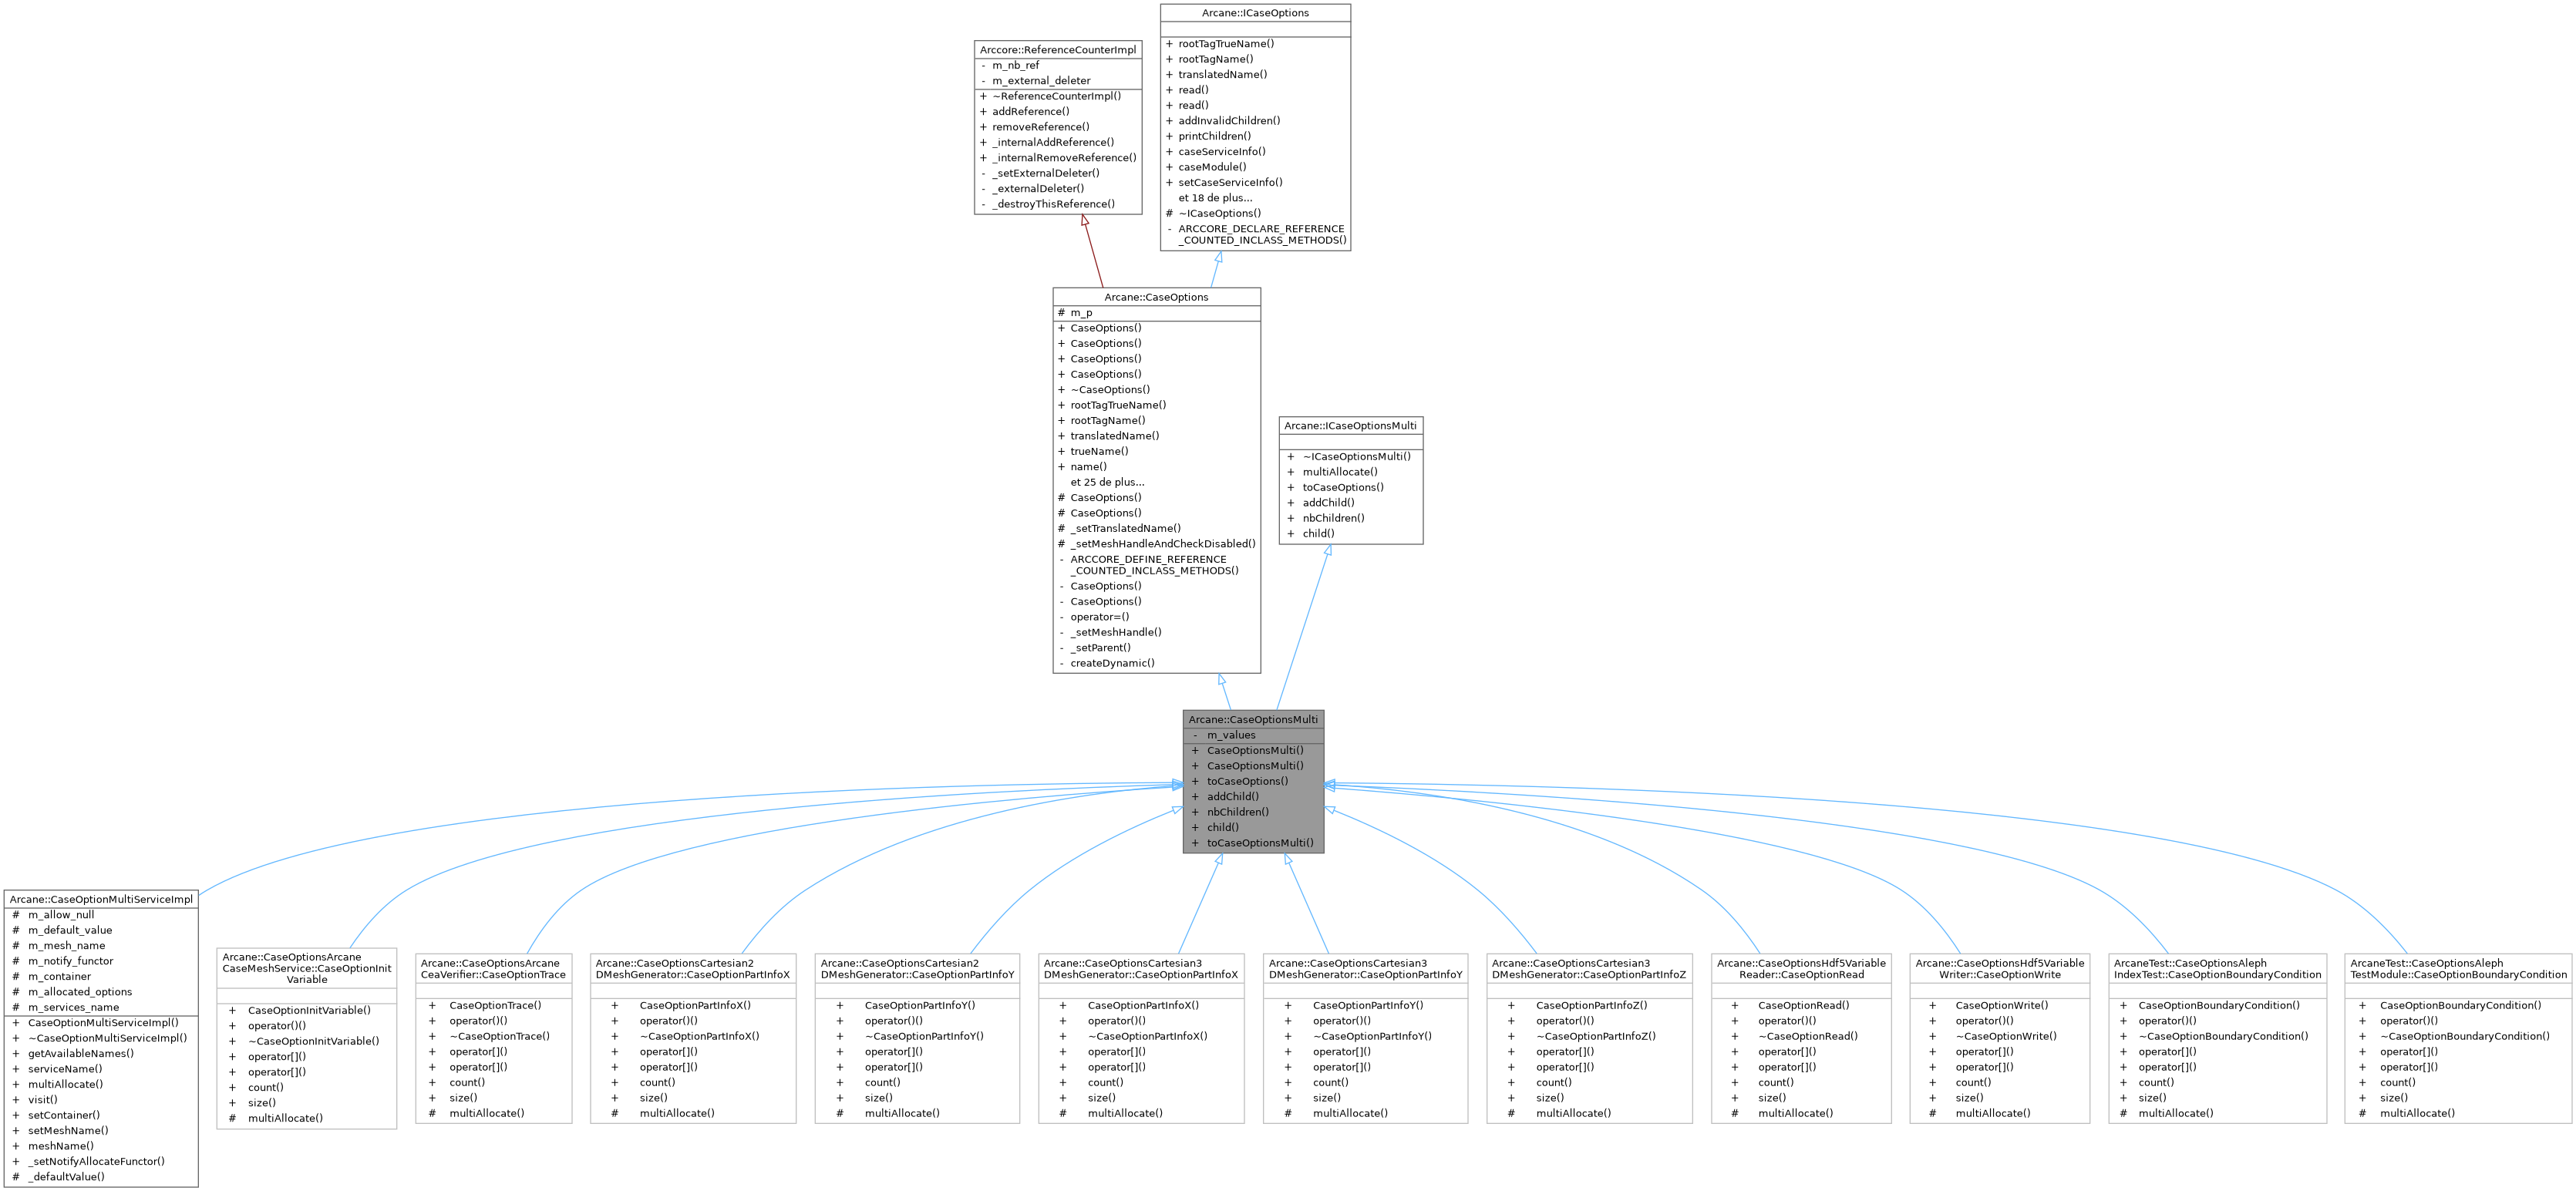 Arcane::ICaseOptions
+ rootTagTrueName()
+ rootTagName()
+ translatedName()
+ read()
+ read()
+ addInvalidChildren()
+ printChildren()
+ caseServiceInfo()
+ caseModule()
+ setCaseServiceInfo()
et 18 de plus...
# ~ICaseOptions()
- ARCCORE_DECLARE_REFERENCE
_COUNTED_INCLASS_METHODS()
Arccore::ReferenceCounterImpl
- m_nb_ref
- m_external_deleter
+ ~ReferenceCounterImpl()
+ addReference()
+ removeReference()
+ _internalAddReference()
+ _internalRemoveReference()
- _setExternalDeleter()
- _externalDeleter()
- _destroyThisReference()
Arcane::CaseOptions
# m_p
+ CaseOptions()
+ CaseOptions()
+ CaseOptions()
+ CaseOptions()
+ ~CaseOptions()
+ rootTagTrueName()
+ rootTagName()
+ translatedName()
+ trueName()
+ name()
et 25 de plus...
# CaseOptions()
# CaseOptions()
# _setTranslatedName()
# _setMeshHandleAndCheckDisabled()
- ARCCORE_DEFINE_REFERENCE
_COUNTED_INCLASS_METHODS()
- CaseOptions()
- CaseOptions()
- operator=()
- _setMeshHandle()
- _setParent()
- createDynamic()
Arcane::ICaseOptionsMulti
+ ~ICaseOptionsMulti()
+ multiAllocate()
+ toCaseOptions()
+ addChild()
+ nbChildren()
+ child()
Arcane::CaseOptionsMulti
- m_values
+ CaseOptionsMulti()
+ CaseOptionsMulti()
+ toCaseOptions()
+ addChild()
+ nbChildren()
+ child()
+ toCaseOptionsMulti()
Arcane::CaseOptionMultiServiceImpl
# m_allow_null
# m_default_value
# m_mesh_name
# m_notify_functor
# m_container
# m_allocated_options
# m_services_name
+ CaseOptionMultiServiceImpl()
+ ~CaseOptionMultiServiceImpl()
+ getAvailableNames()
+ serviceName()
+ multiAllocate()
+ visit()
+ setContainer()
+ setMeshName()
+ meshName()
+ _setNotifyAllocateFunctor()
# _defaultValue()
Arcane::CaseOptionsArcane
CaseMeshService::CaseOptionInit
Variable
+ CaseOptionInitVariable()
+ operator()()
+ ~CaseOptionInitVariable()
+ operator[]()
+ operator[]()
+ count()
+ size()
# multiAllocate()
Arcane::CaseOptionsArcane
CeaVerifier::CaseOptionTrace
+ CaseOptionTrace()
+ operator()()
+ ~CaseOptionTrace()
+ operator[]()
+ operator[]()
+ count()
+ size()
# multiAllocate()
Arcane::CaseOptionsCartesian2
DMeshGenerator::CaseOptionPartInfoX
+ CaseOptionPartInfoX()
+ operator()()
+ ~CaseOptionPartInfoX()
+ operator[]()
+ operator[]()
+ count()
+ size()
# multiAllocate()
Arcane::CaseOptionsCartesian2
DMeshGenerator::CaseOptionPartInfoY
+ CaseOptionPartInfoY()
+ operator()()
+ ~CaseOptionPartInfoY()
+ operator[]()
+ operator[]()
+ count()
+ size()
# multiAllocate()
Arcane::CaseOptionsCartesian3
DMeshGenerator::CaseOptionPartInfoX
+ CaseOptionPartInfoX()
+ operator()()
+ ~CaseOptionPartInfoX()
+ operator[]()
+ operator[]()
+ count()
+ size()
# multiAllocate()
Arcane::CaseOptionsCartesian3
DMeshGenerator::CaseOptionPartInfoY
+ CaseOptionPartInfoY()
+ operator()()
+ ~CaseOptionPartInfoY()
+ operator[]()
+ operator[]()
+ count()
+ size()
# multiAllocate()
Arcane::CaseOptionsCartesian3
DMeshGenerator::CaseOptionPartInfoZ
+ CaseOptionPartInfoZ()
+ operator()()
+ ~CaseOptionPartInfoZ()
+ operator[]()
+ operator[]()
+ count()
+ size()
# multiAllocate()
Arcane::CaseOptionsHdf5Variable
Reader::CaseOptionRead
+ CaseOptionRead()
+ operator()()
+ ~CaseOptionRead()
+ operator[]()
+ operator[]()
+ count()
+ size()
# multiAllocate()
Arcane::CaseOptionsHdf5Variable
Writer::CaseOptionWrite
+ CaseOptionWrite()
+ operator()()
+ ~CaseOptionWrite()
+ operator[]()
+ operator[]()
+ count()
+ size()
# multiAllocate()
ArcaneTest::CaseOptionsAleph
IndexTest::CaseOptionBoundaryCondition
+ CaseOptionBoundaryCondition()
+ operator()()
+ ~CaseOptionBoundaryCondition()
+ operator[]()
+ operator[]()
+ count()
+ size()
# multiAllocate()
ArcaneTest::CaseOptionsAleph
TestModule::CaseOptionBoundaryCondition
+ CaseOptionBoundaryCondition()
+ operator()()
+ ~CaseOptionBoundaryCondition()
+ operator[]()
+ operator[]()
+ count()
+ size()
# multiAllocate()